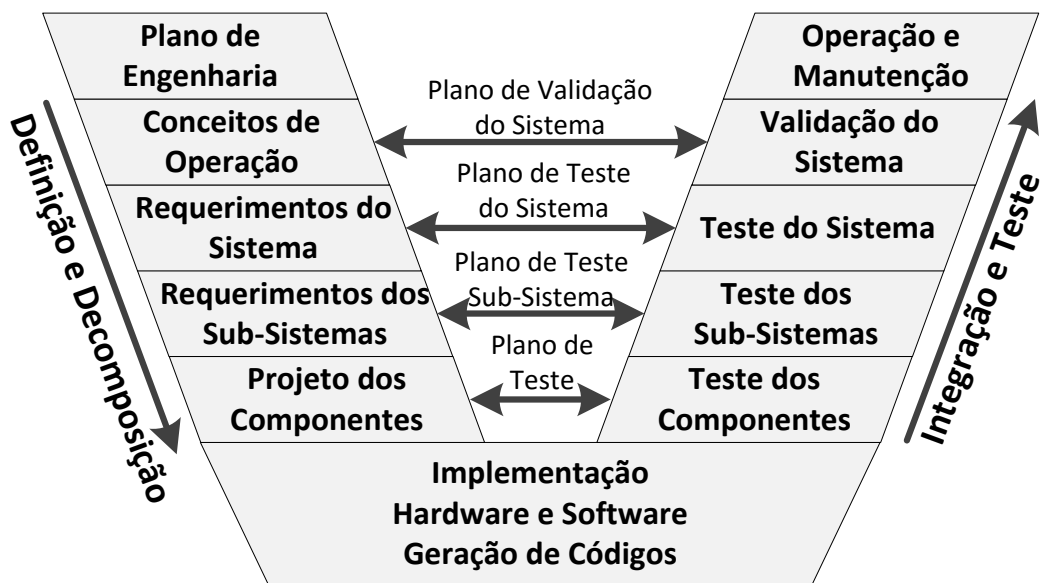 Plano de
Engenharia
Conceitos de
Operação
Requerimentos do
Sistema
Requerimentos dos
Sub-Sistemas
Projeto dos
Componentes
Definição e Decomposição
Plano de Validação
do Sistema
Plano de Teste
do Sistema
Plano de Teste
Sub-Sistema
Plano de
Teste
Operação e
Manutenção
Validação do
Sistema
Teste do Sistema
Teste dos
Sub-Sistemas
Teste dos
Componentes
Integração e Teste
Implementação
Hardware e Software
Geração de Códigos